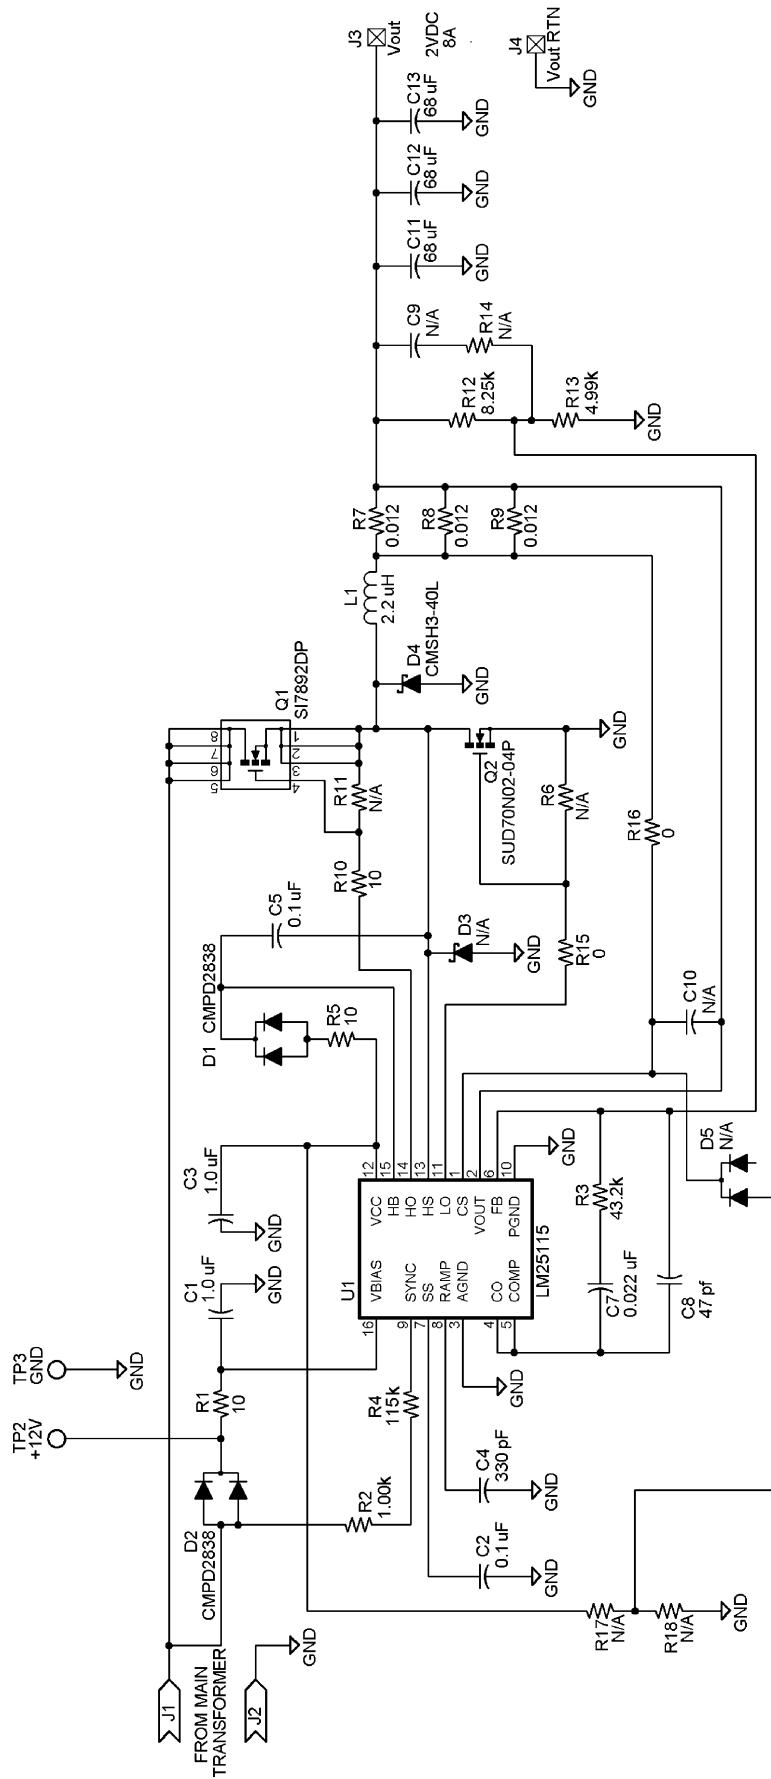 J1
J2
FROM MAIN
TRANSFORMER
GND
D2
CMPD2838
TP2
+12V
TP3
GND
GND
R1
10
C1
1.0 uF
GND
C3
1.0 uF
GND
D1
CMPD2838
R5
10
C5
0.1 uF
R10
10
R11
N/A
Q1
SI7892DP
5
6
7
8
4
3
2
1
R2
1.00k
R4
115k
U1
LM25115
16
VBIAS
9
SYNC
7
SS
8
RAMP
3
AGND
4
CO
5
COMP
12
VCC
15
HB
14
HO
13
HS
11
LO
1
CS
2
VOUT
6
FB
10
PGND
C2
0.1uF
GND
C4
330 pF
GND
GND
GND
R17
N/A
R18
N/A
GND
C7
0.022 uF
R3
43.2k
C8
47 pf
D5
N/A
C10
N/A
R16
0
D3
N/A
GND
R15
0
R6
N/A
Q2
SUD70N02-04P
GND
D4
CMSH3-40L
GND
L1
2.2 uH
R7
0.012
R8
0.012
R9
0.012
R12
8.25k
R13
4.99k
GND
C9
N/A
R14
N/A
C11
68 uF
GND
C12
68 uF
GND
C13
68 uF
GND
J3
Vout
2VDC
8A
J4
Vout RTN
GND